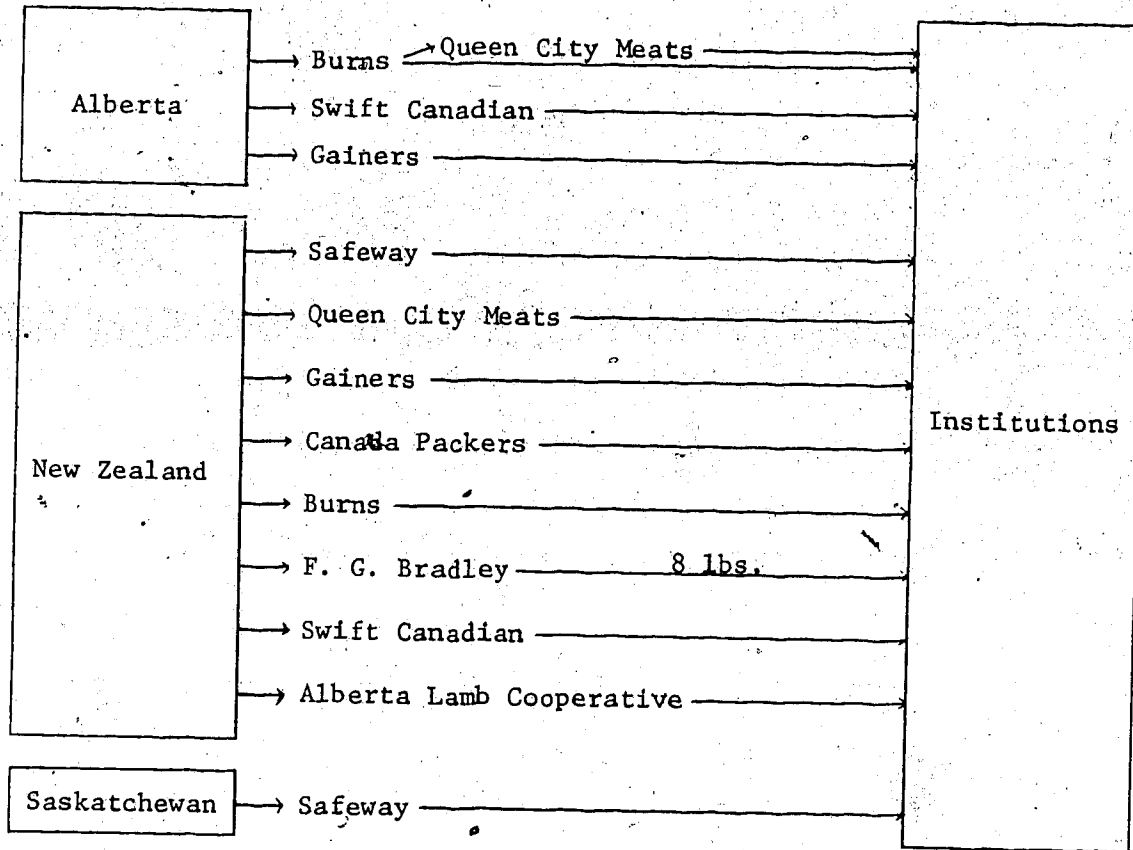 Alberta
Burns
Queen City Meats
Swift Canadian
Gainers
New Zealand
Safeway
Queen City Meats
Gainers
Canada Packers
Burns
F. G. Bradley 8 lbs.
Swift Canadian
Alberta Lamb Cooperative
Saskatchewan
Safeway
Institutions